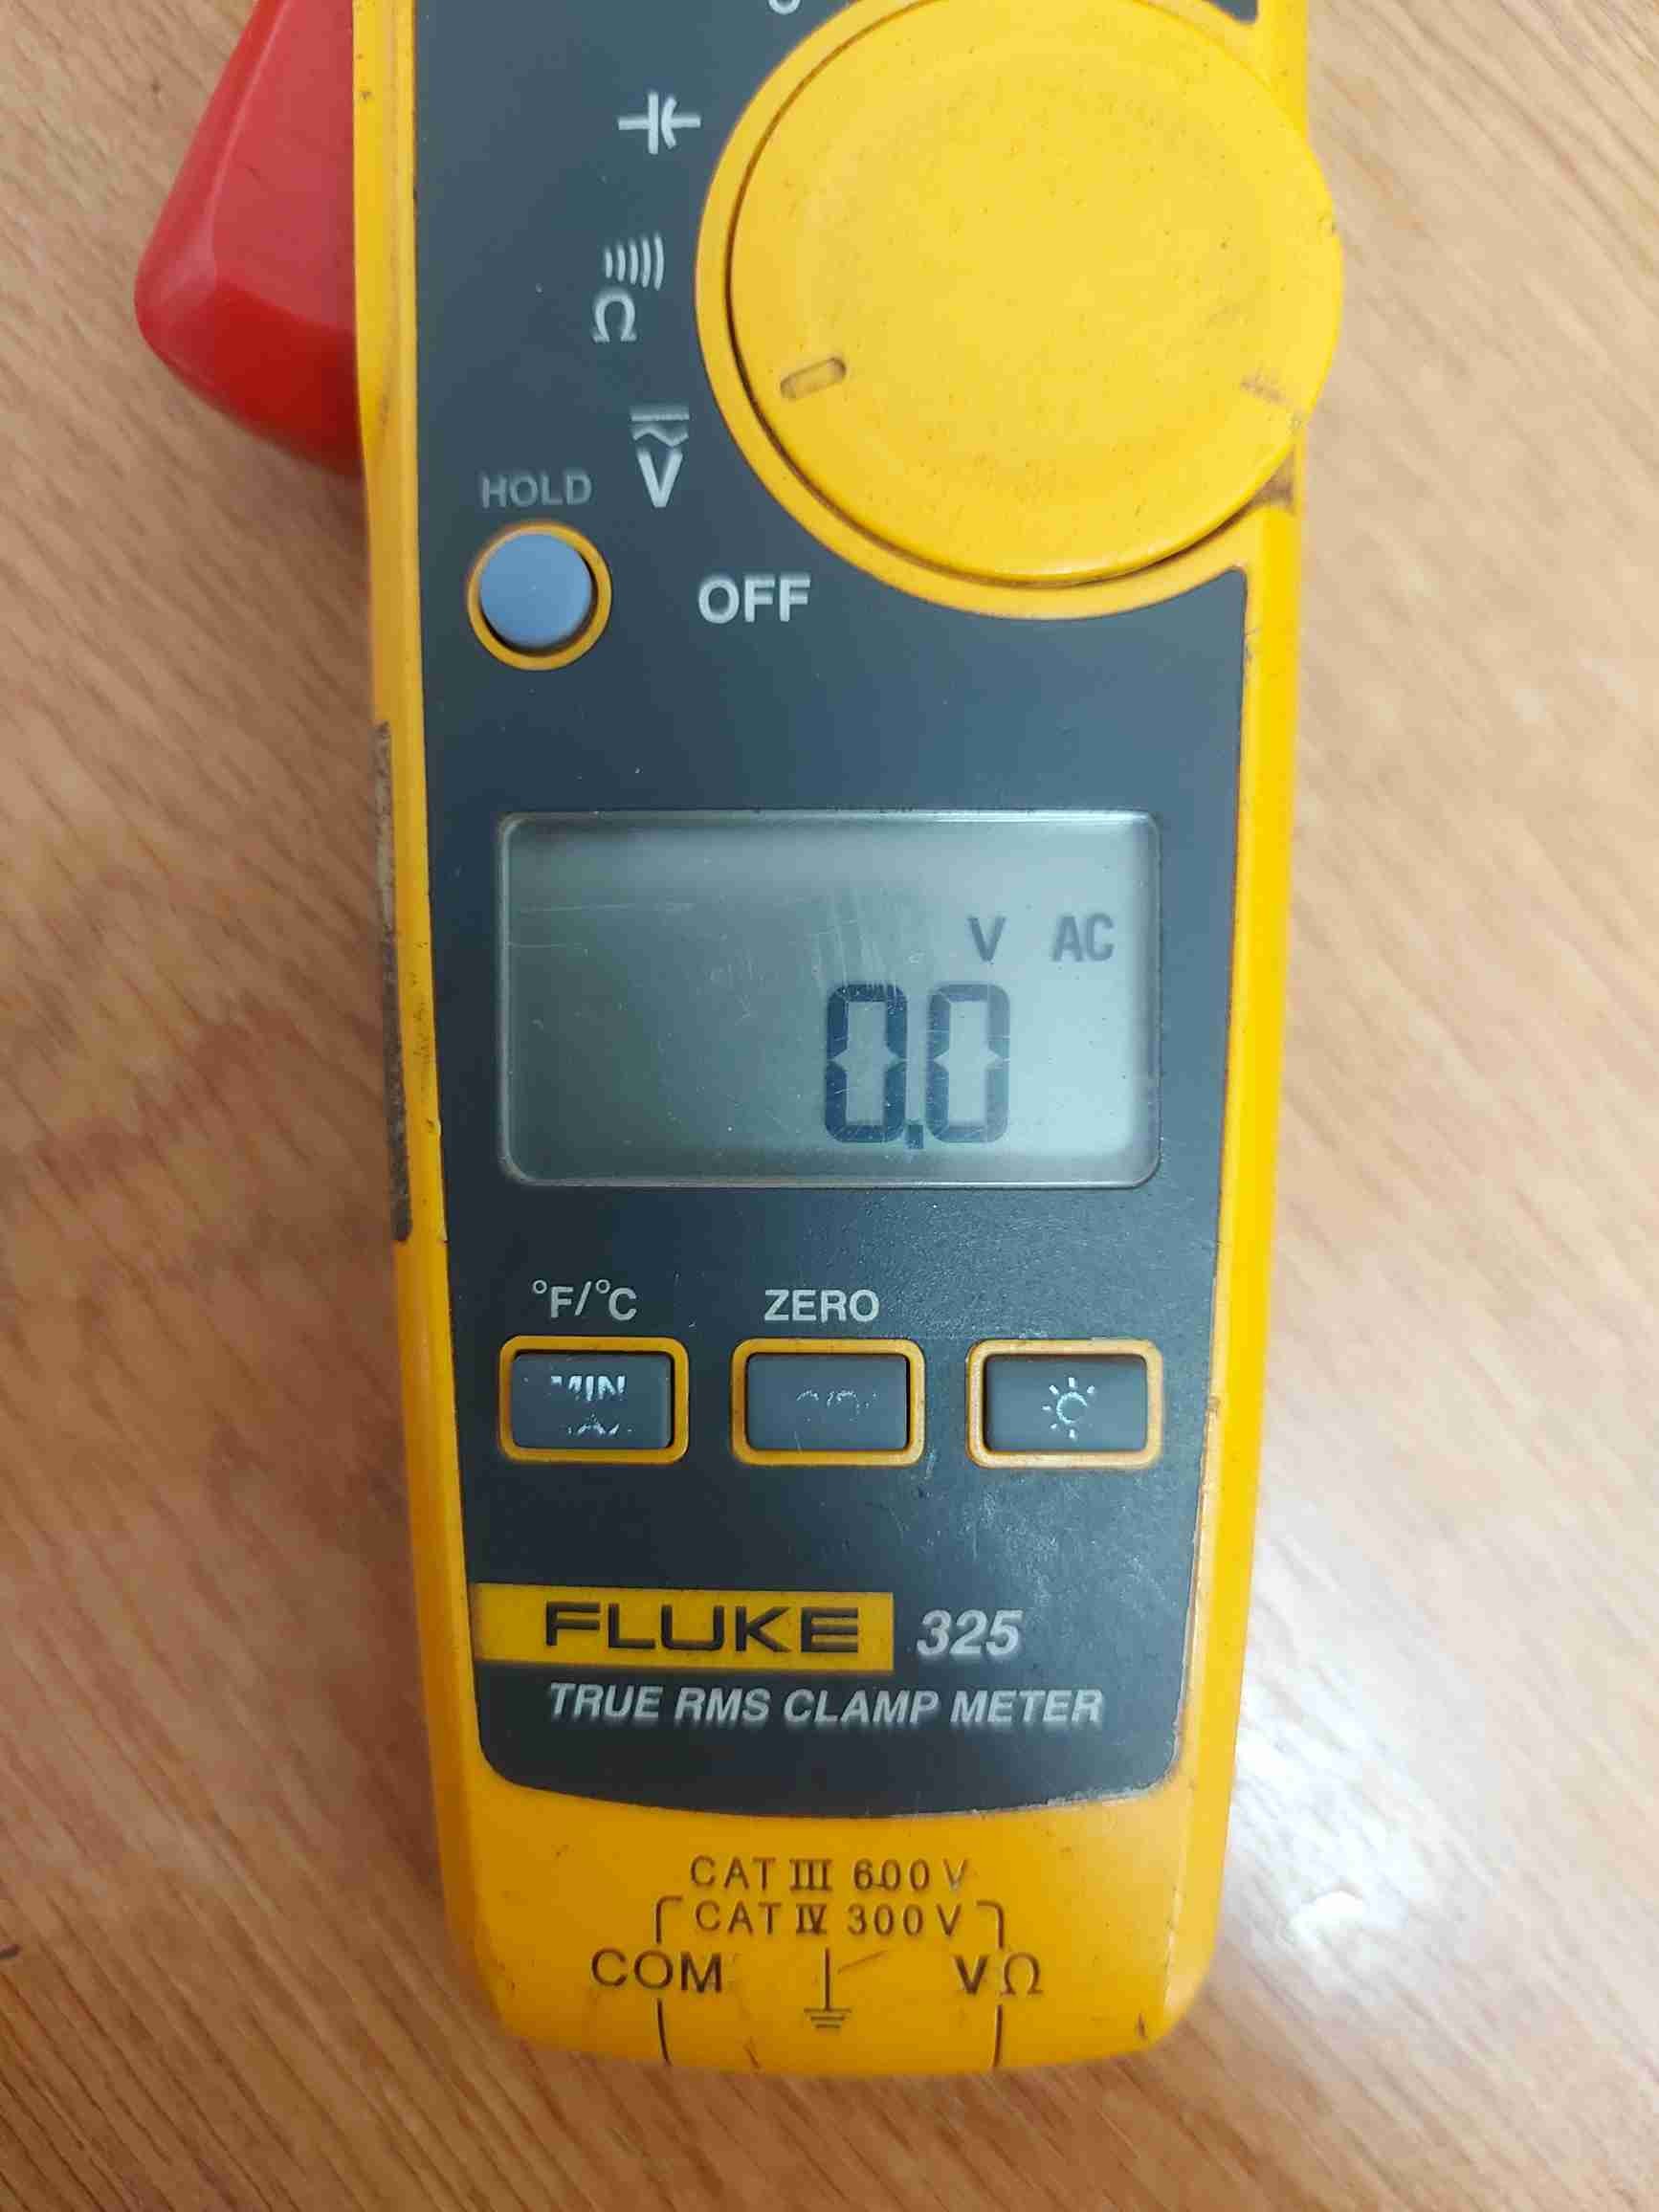 Ω
V
HOLD
OFF
V AC
0.0
°F/°C ZERO
MIN
FLUKE 325
TRUE RMS CLAMP METER
CAT III 600 V
CAT IV 300 V
COM VΩ